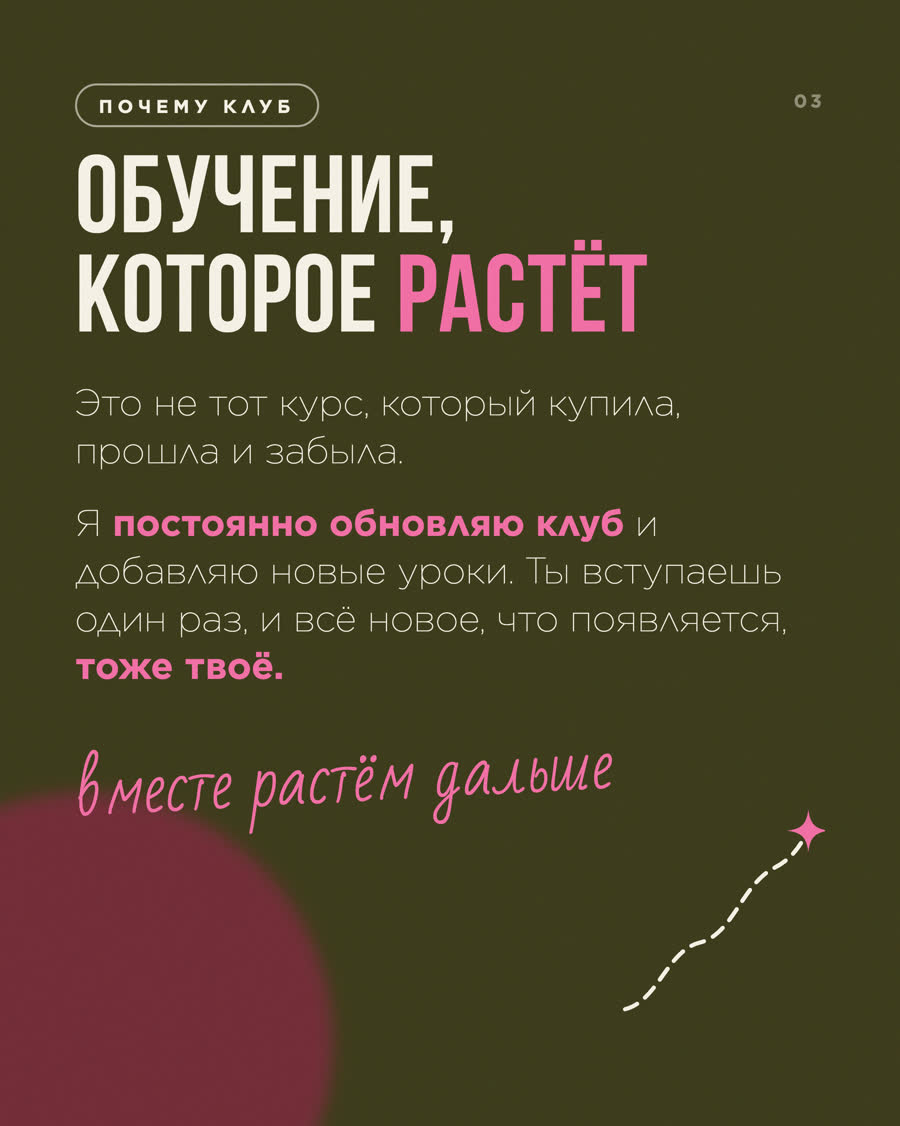 ПОЧЕМУ КЛУБ
03
ОБУЧЕНИЕ,
КОТОРОЕ РАСТЁТ
Это не тот курс, который купила,
прошла и забыла.
Я постоянно обновляю клуб и
добавляю новые уроки. Ты вступаешь
один раз, и всё новое, что появляется,
тоже твоё.
вместе растём дальше